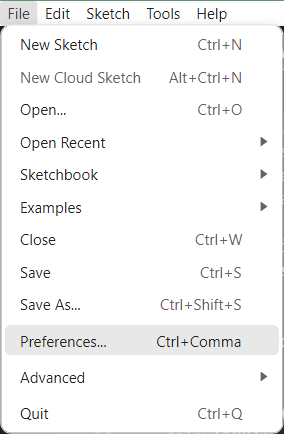 File Edit Sketch Tools Help
New Sketch Ctrl+N
New Cloud Sketch Alt+Ctrl+N
Open... Ctrl+O
Open Recent
Sketchbook
Examples
Close Ctrl+W
Save Ctrl+S
Save As... Ctrl+Shift+S
Preferences... Ctrl+Comma
Advanced
Quit Ctrl+Q